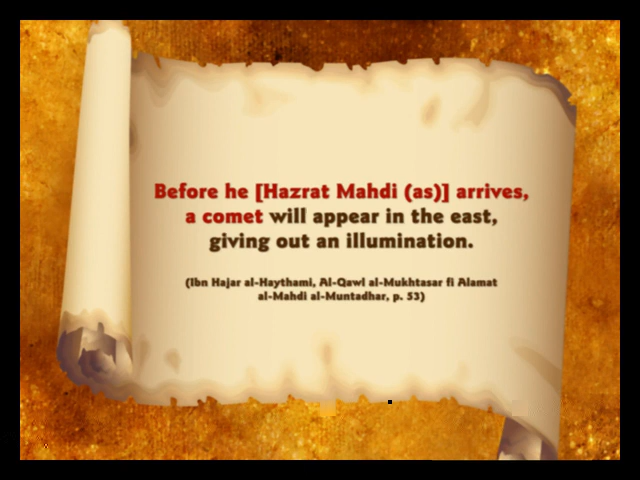 Before he [Hazrat Mahdi (as)] arrives,
a comet will appear in the east,
giving out an illumination.
(Ibn Hajar al-Haythami, Al-Qawl al-Mukhtasar fi Alamat
al-Mahdi al-Muntadhar, p. 53)